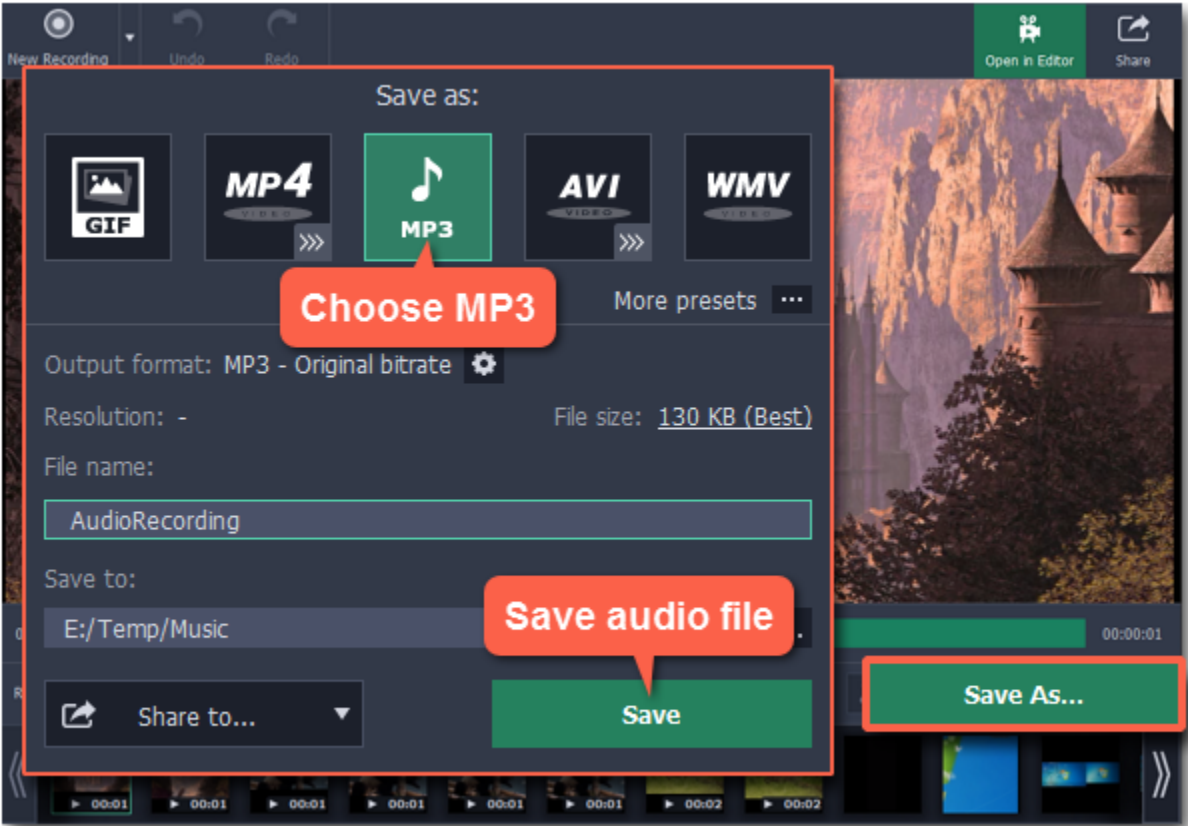 New Recording
Undo
Redo
Open in Editor
Share
Save as:
GIF
MP4
VIDEO
MP3
AVI
VIDEO
WMV
VIDEO
Choose MP3
More presets ...
Output format: MP3 - Original bitrate
Resolution: -
File size: 130 KB (Best)
File name:
AudioRecording
Save to:
E:/Temp/Music
Save audio file
00:00:01
Share to...
Save
Save As...
00:01
00:01
00:01
00:01
00:01
00:01
00:02
00:02